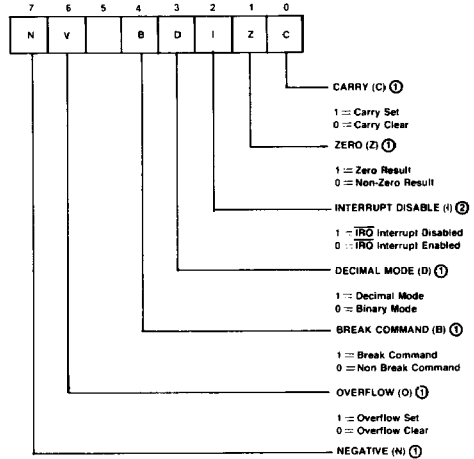 7 6 5 4 3 2 1 0
N V B D I Z C
CARRY (C) ①
1 = Carry Set
0 = Carry Clear
ZERO (Z) ①
1 = Zero Result
0 = Non-Zero Result
INTERRUPT DISABLE (I) ②
1 = IRQ Interrupt Disabled
0 = IRQ Interrupt Enabled
DECIMAL MODE (D) ①
1 = Decimal Mode
0 = Binary Mode
BREAK COMMAND (B) ①
1 = Break Command
0 = Non Break Command
OVERFLOW (O) ①
1 = Overflow Set
0 = Overflow Clear
NEGATIVE (N) ①